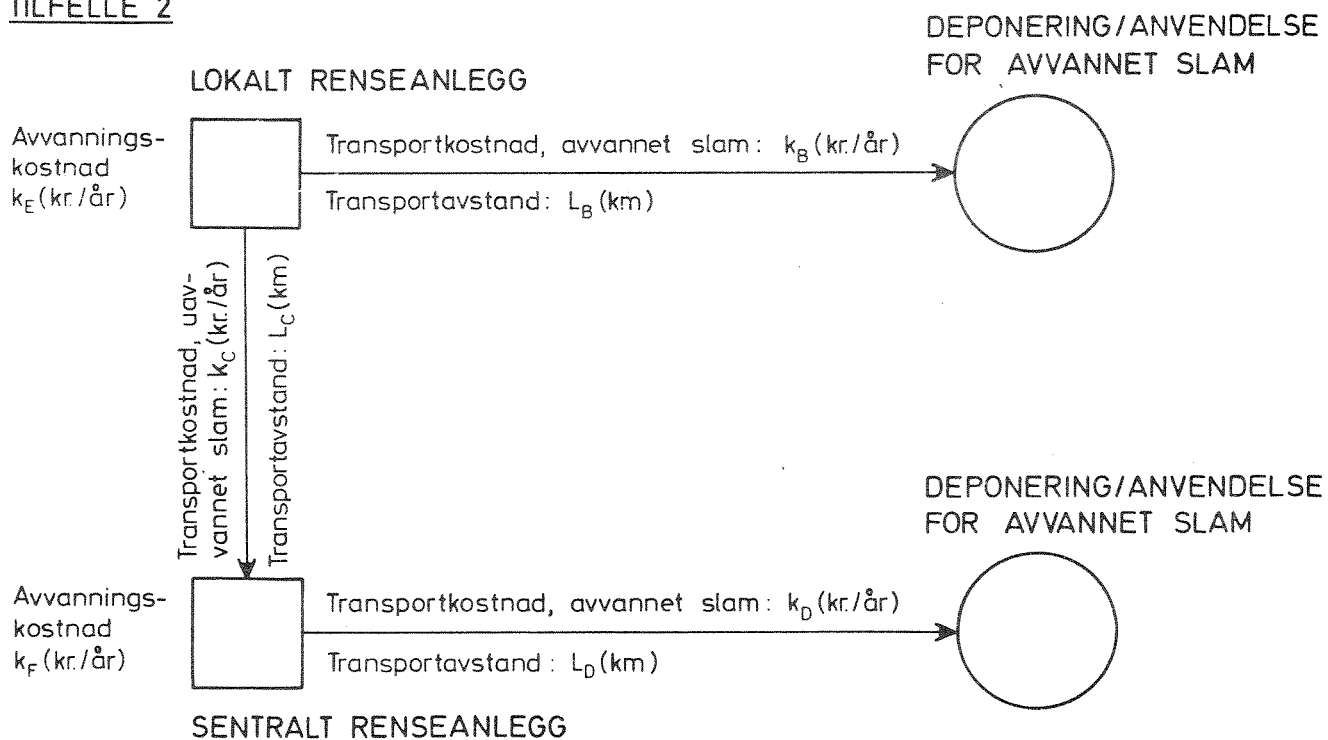 TILFELLE 2
DEPONERING/ANVENDELSE
FOR AVVANNET SLAM
LOKALT RENSEANLEGG
Avvannings-
kostnad
k_E (kr./år)
Transportkostnad, avvannet slam: k_B (kr./år)
Transportavstand: L_B (km)
Transportkostnad, uav-
vannet slam: k_C (kr./år)
Transportavstand: L_C (km)
DEPONERING/ANVENDELSE
FOR AVVANNET SLAM
Avvannings-
kostnad
k_F (kr./år)
Transportkostnad, avvannet slam: k_D (kr./år)
Transportavstand: L_D (km)
SENTRALT RENSEANLEGG